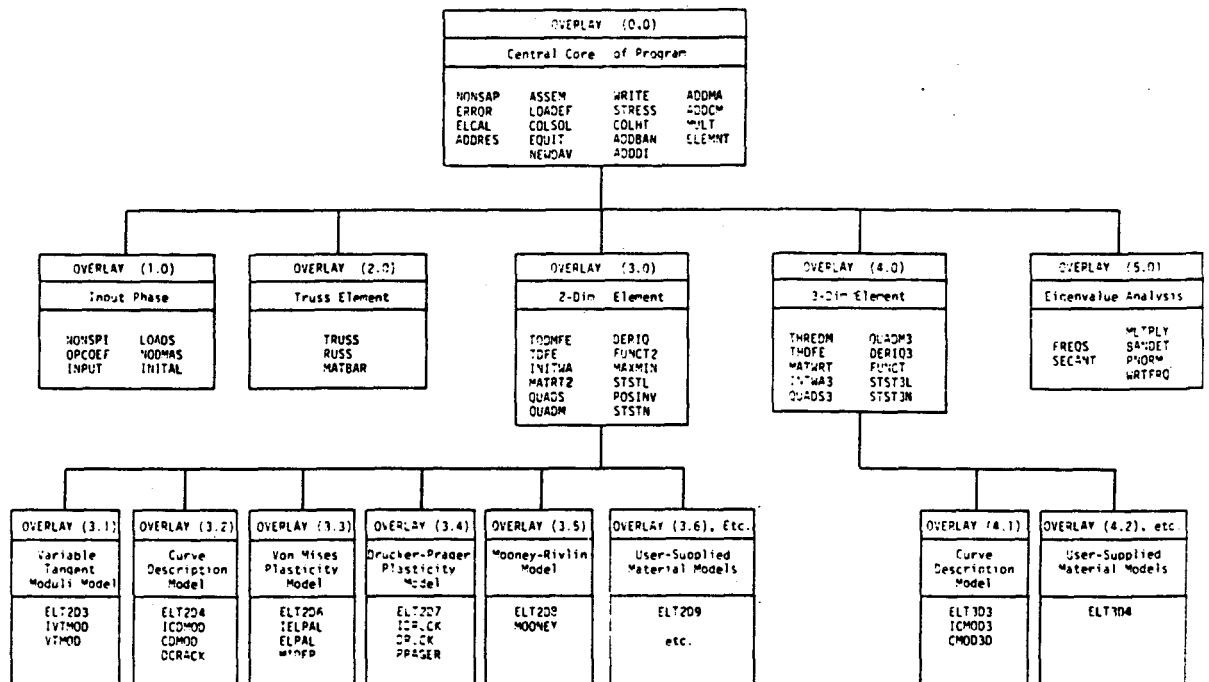 OVERLAY (0.0)
Central Core of Program
NONSAP ASSEM WRITE ADDMA
ERROR LOADEF STRESS ADDCM
ELCAL COLSOL COLHT MULT
ADDRES EQUIT ADDBAN ELEMNT
NEWDAV ADDDI
OVERLAY (1.0)
Input Phase
NONSPI LOADS
OPCOEF NODMAS
INPUT INITAL
OVERLAY (2.0)
Truss Element
TRUSS
RUSS
MATBAR
OVERLAY (3.0)
2-Dim Element
TODMFE DERIQ
TDFE FUNCT2
INITWA MAXMIN
MATRT2 STSTL
QUADS POSINV
QUADM STSTN
OVERLAY (4.0)
3-Dim Element
THREDM QUADM3
THDFE DERIQ3
MATWRT FUNCT
INTWA3 STST3L
QUADS3 STST3N
OVERLAY (5.0)
Eigenvalue Analysis
MLTPLY
FREQS BANDET
SECANT PNORM
WRTFRQ
OVERLAY (3.1)
Variable
Tangent
Moduli Model
ELT2D3
IVTMOD
VTMOD
OVERLAY (3.2)
Curve
Description
Model
ELT2D4
ICDMOD
CDMOD
DCRACK
OVERLAY (3.3)
Von Mises
Plasticity
Model
ELT2D6
IELPAL
ELPAL
MIDEP
OVERLAY (3.4)
Drucker-Prager
Plasticity
Model
ELT2D7
PRAGER
OVERLAY (3.5)
Mooney-Rivlin
Model
ELT2D8
MOONEY
OVERLAY (3.6), Etc.
User-Supplied
Material Models
ELT2D9
etc.
OVERLAY (4.1)
Curve
Description
Model
ELT3D3
ICMOD3
CMOD3D
OVERLAY (4.2), etc.
User-Supplied
Material Models
ELT3D4